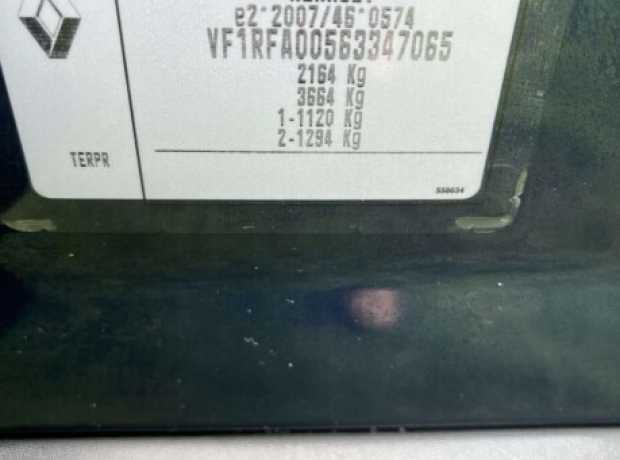 e2*2007/46*0574
VF1RFA00563347065
2164 Kg
3664 Kg
1-1120 Kg
2-1294 Kg
TERPR
558634